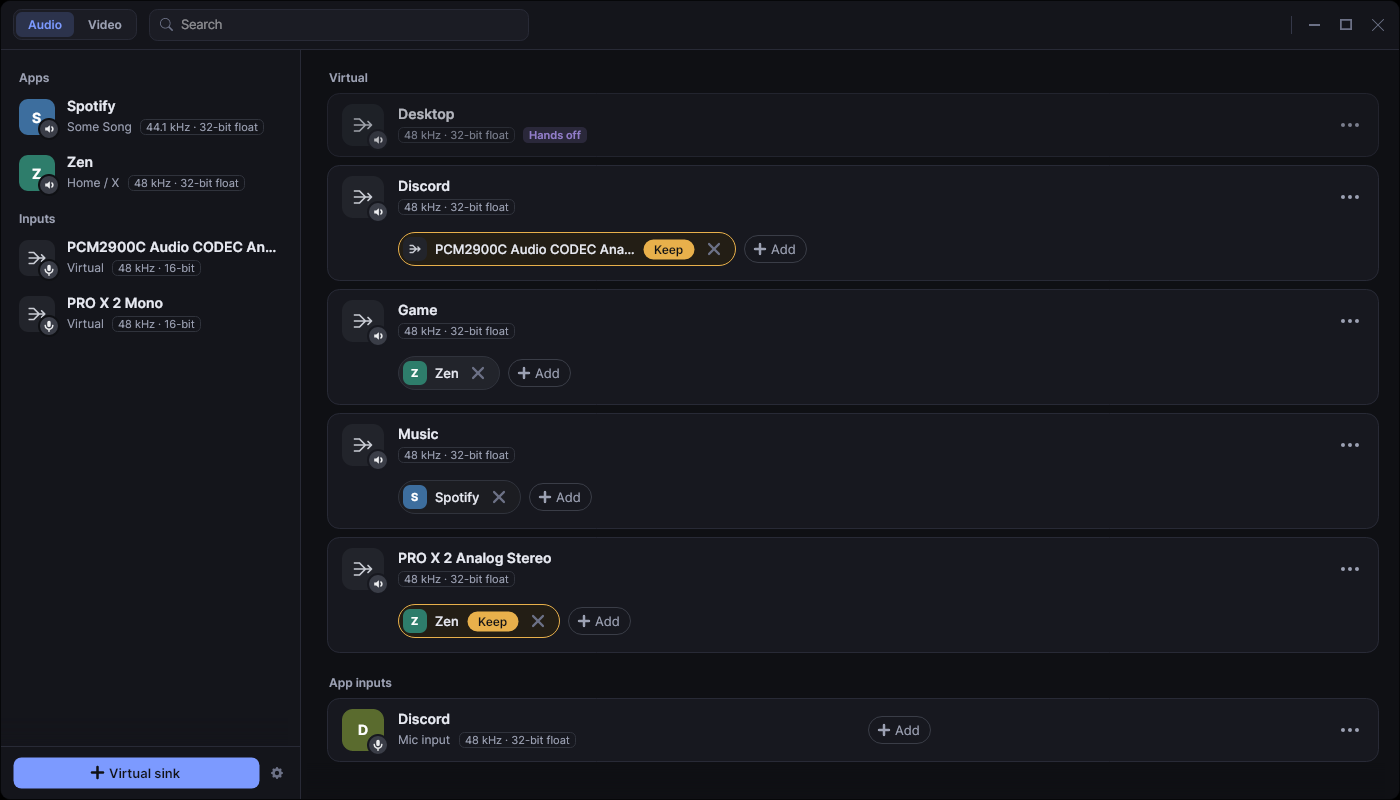 Audio Video Search
Apps
S Spotify
Some Song 44.1 kHz · 32-bit float
Z Zen
Home / X 48 kHz · 32-bit float
Inputs
PCM2900C Audio CODEC An...
Virtual 48 kHz · 16-bit
PRO X 2 Mono
Virtual 48 kHz · 16-bit
+ Virtual sink
Virtual
Desktop
48 kHz · 32-bit float Hands off
Discord
48 kHz · 32-bit float
PCM2900C Audio CODEC Ana... Keep + Add
Game
48 kHz · 32-bit float
Z Zen + Add
Music
48 kHz · 32-bit float
S Spotify + Add
PRO X 2 Analog Stereo
48 kHz · 32-bit float
Z Zen Keep + Add
App inputs
D Discord
Mic input 48 kHz · 32-bit float + Add